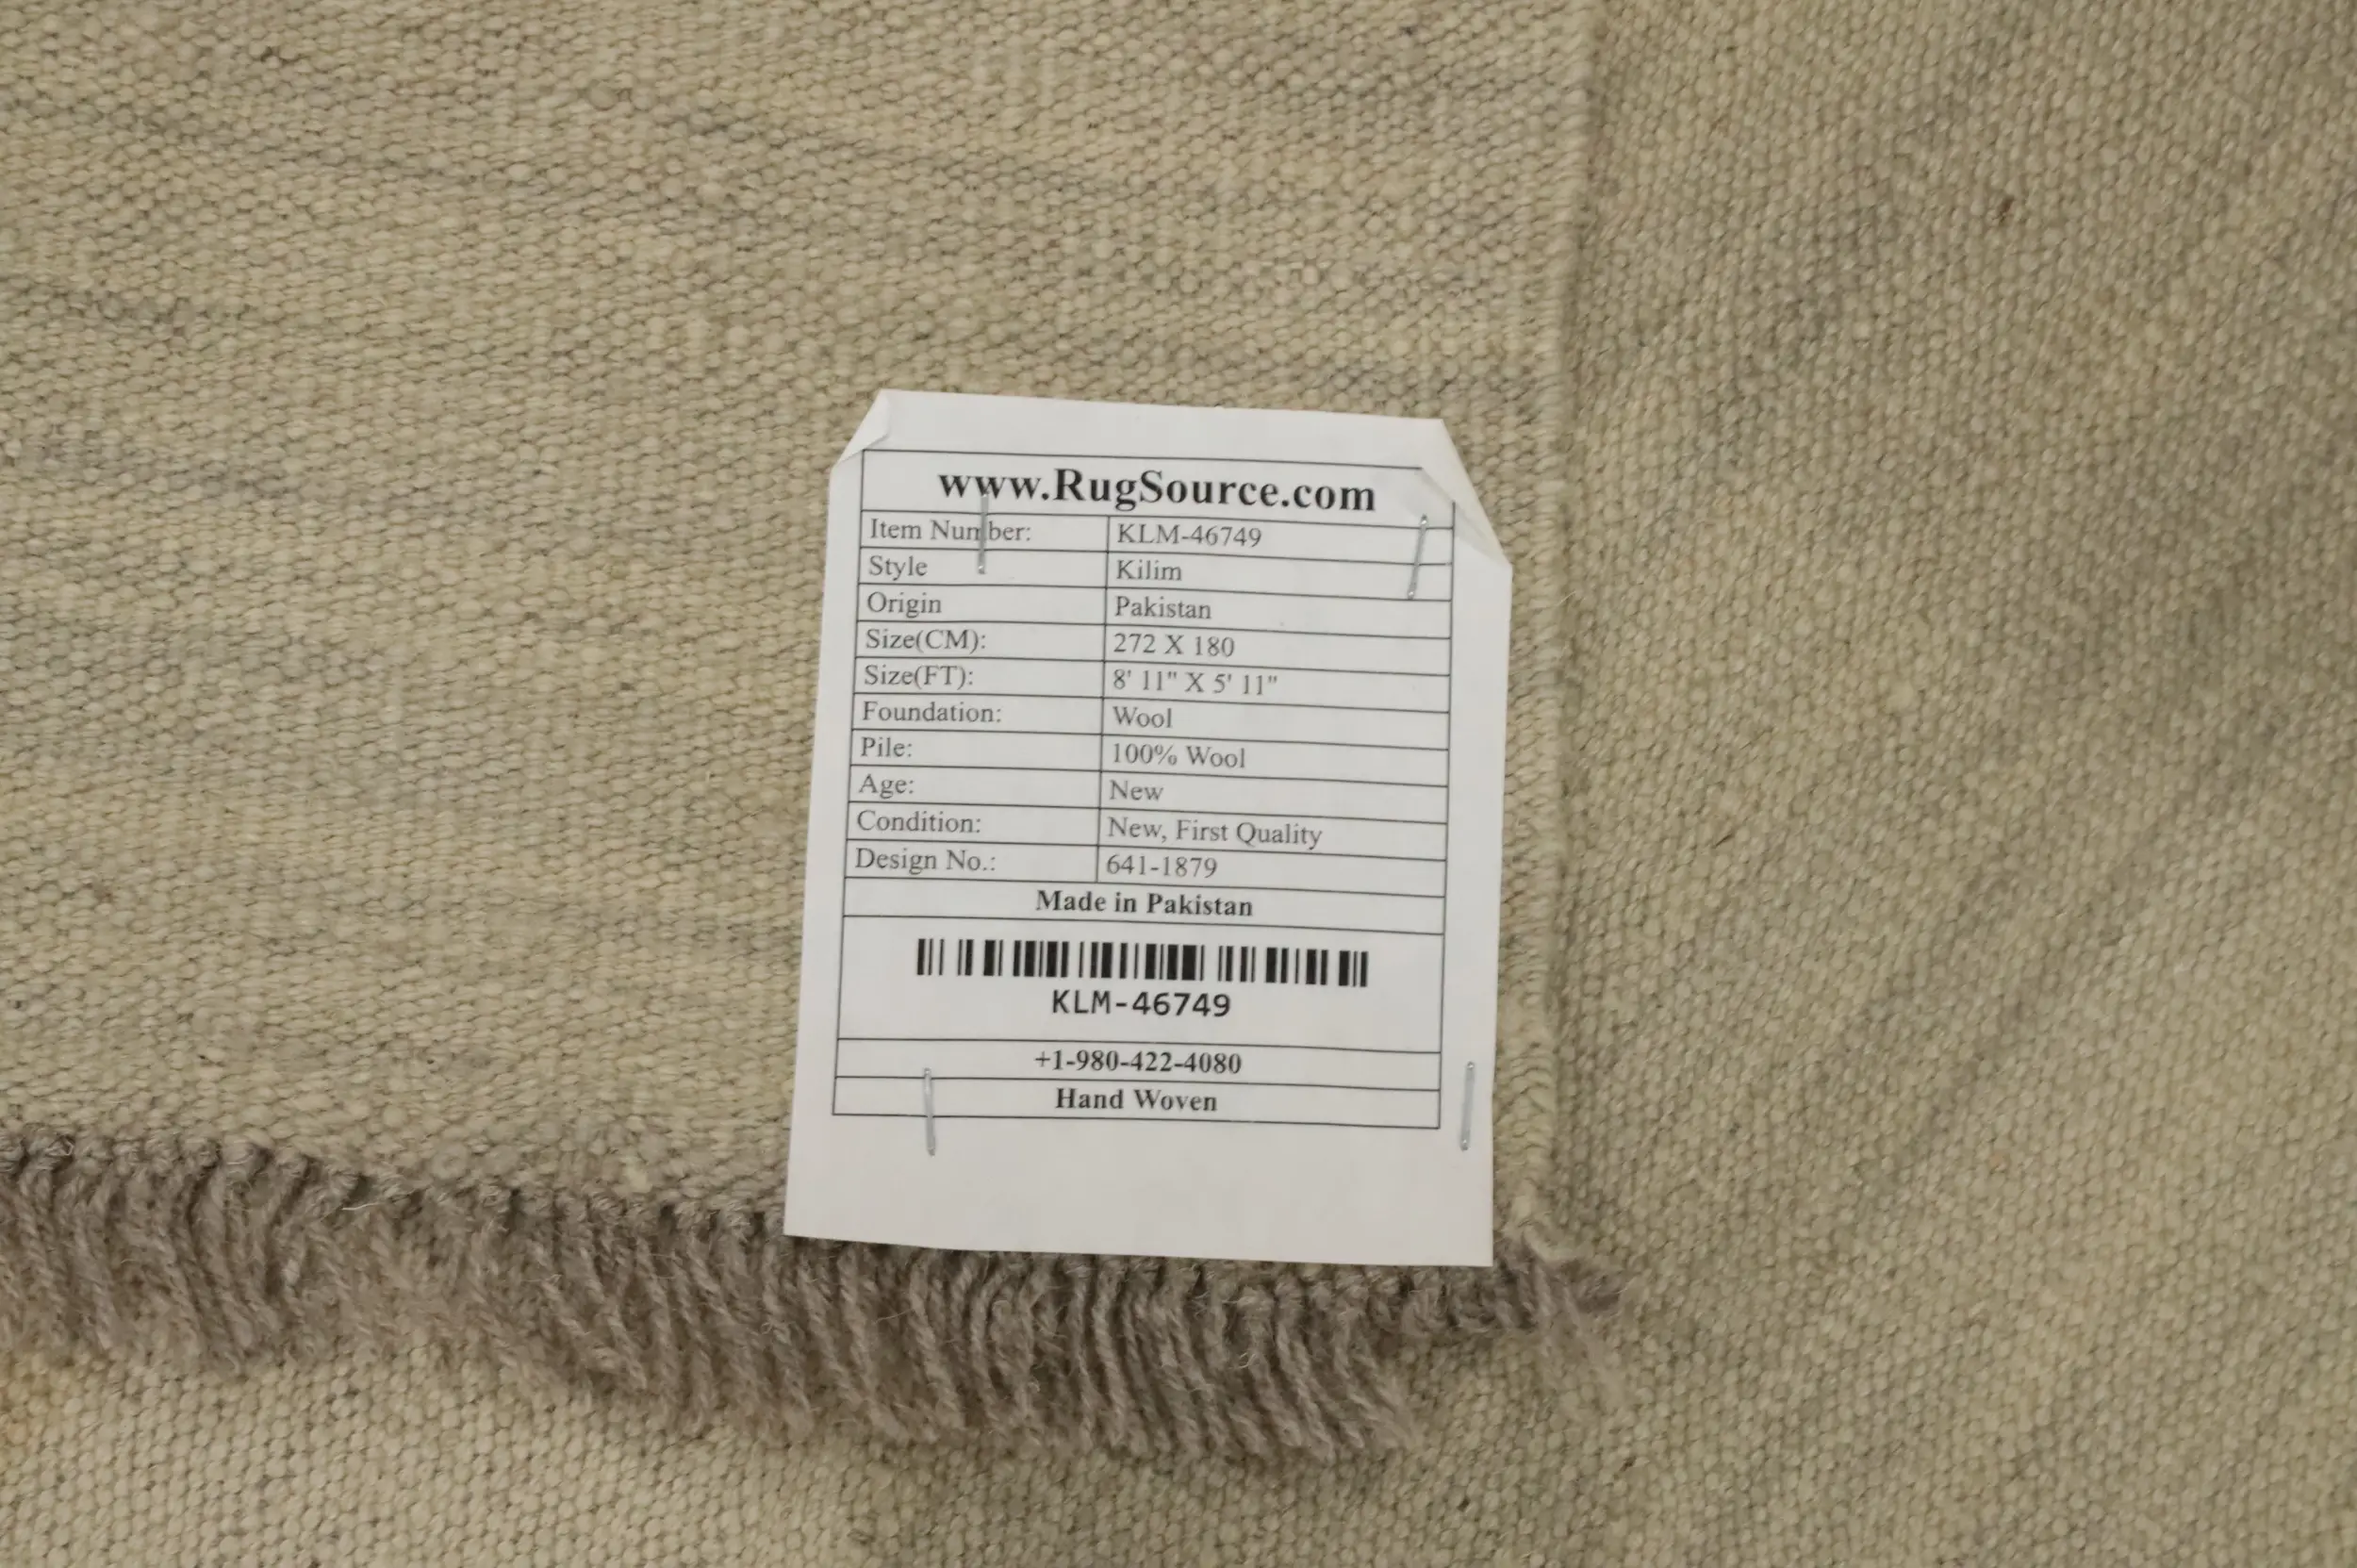 www.RugSource.com
Item Number: KLM-46749
Style Kilim
Origin Pakistan
Size(CM): 272 X 180
Size(FT): 8' 11" X 5' 11"
Foundation: Wool
Pile: 100% Wool
Age: New
Condition: New, First Quality
Design No.: 641-1879
Made in Pakistan
KLM-46749
+1-980-422-4080
Hand Woven